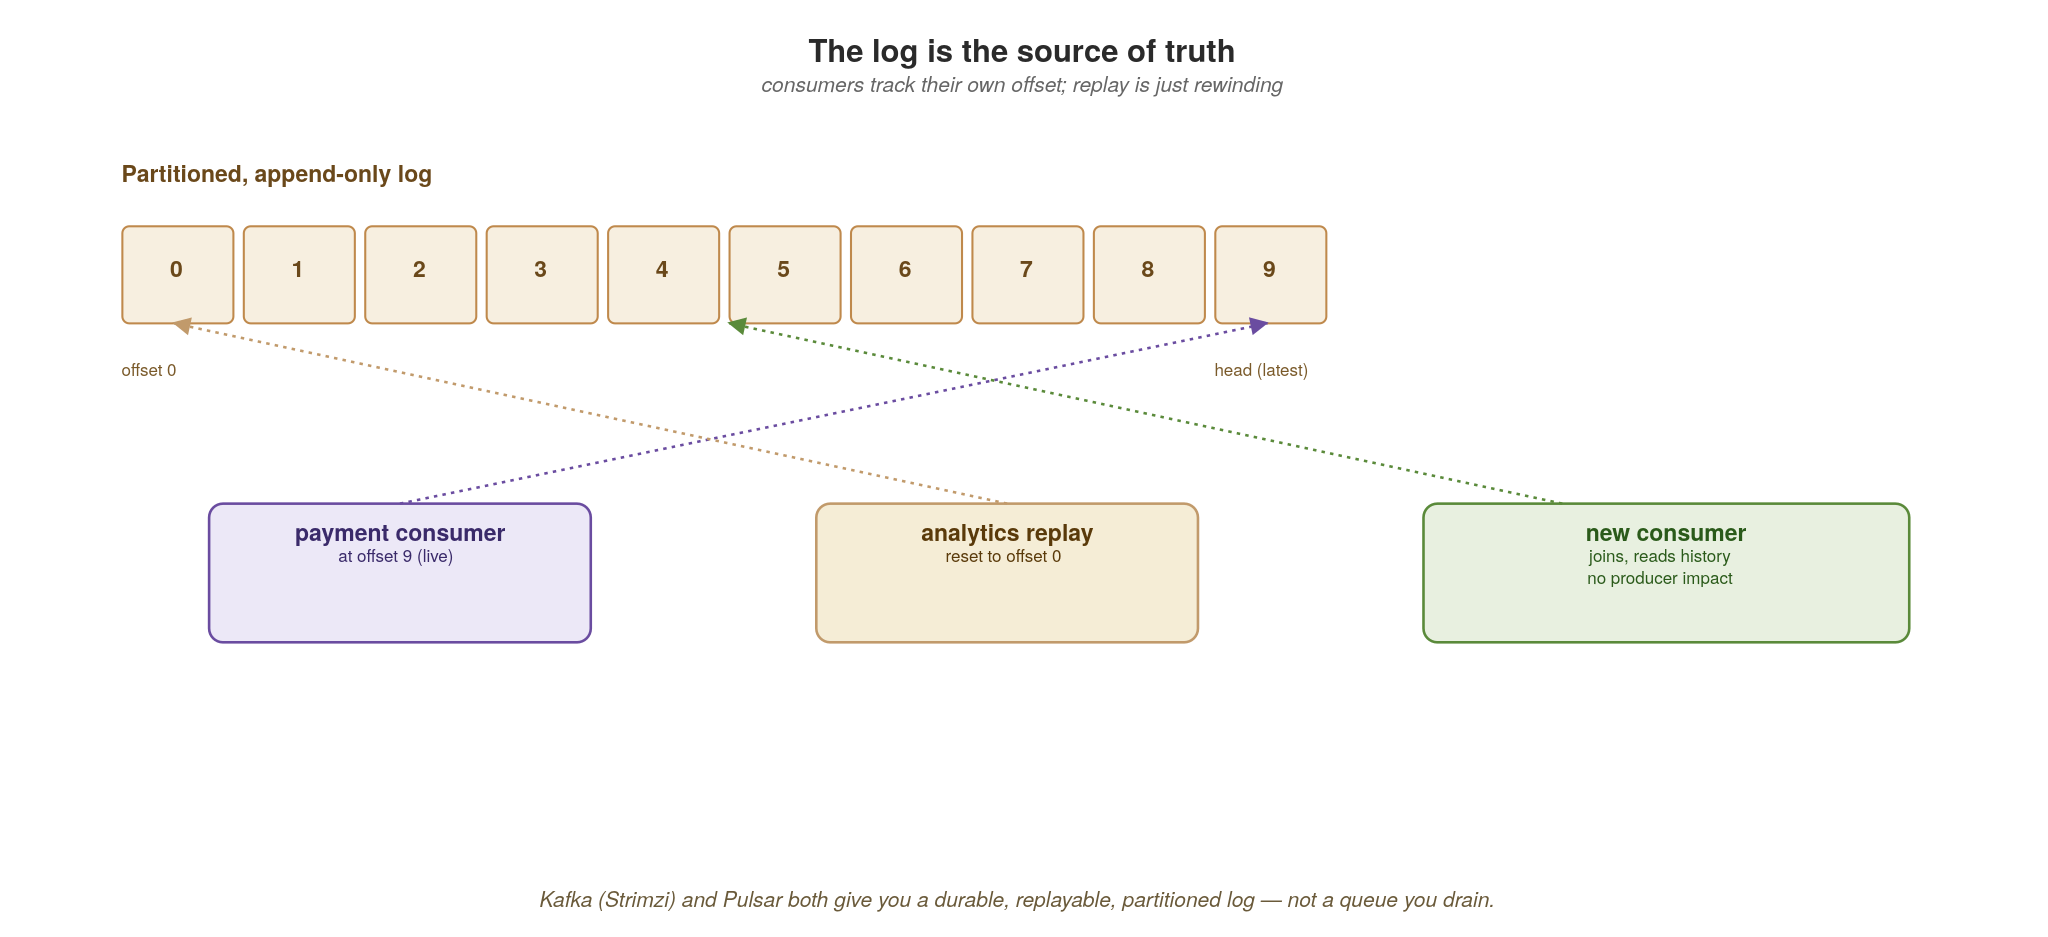 The log is the source of truth
consumers track their own offset; replay is just rewinding
Partitioned, append-only log
0
1
2
3
4
5
6
7
8
9
offset 0
head (latest)
payment consumer
at offset 9 (live)
analytics replay
reset to offset 0
new consumer
joins, reads history
no producer impact
Kafka (Strimzi) and Pulsar both give you a durable, replayable, partitioned log — not a queue you drain.